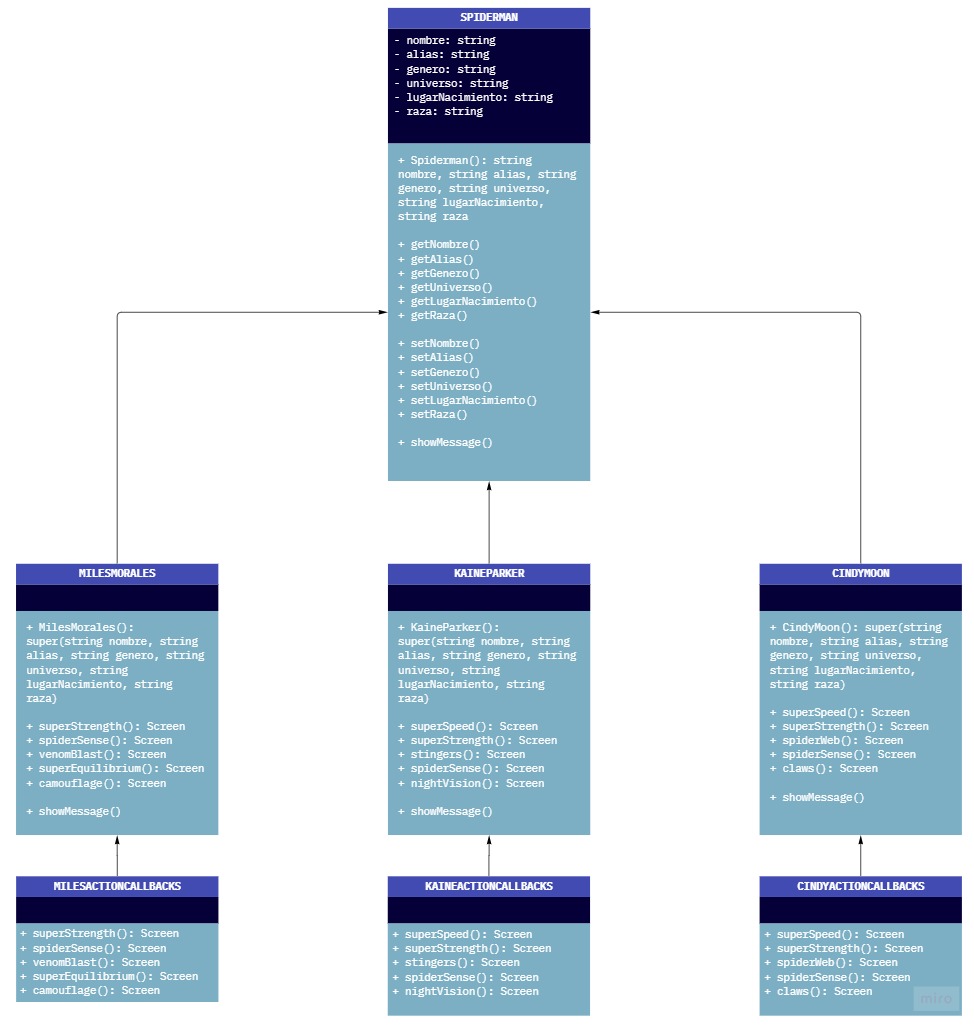 SPIDERMAN
- nombre: string
- alias: string
- genero: string
- universo: string
- lugarNacimiento: string
- raza: string
+ Spiderman(): string
nombre, string alias, string
genero, string universo,
string lugarNacimiento,
string raza
+ getNombre()
+ getAlias()
+ getGenero()
+ getUniverso()
+ getLugarNacimiento()
+ getRaza()
+ setNombre()
+ setAlias()
+ setGenero()
+ setUniverso()
+ setLugarNacimiento()
+ setRaza()
+ showMessage()
MILESMORALES
+ MilesMorales():
super(string nombre, string
alias, string genero, string
universo, string
lugarNacimiento, string
raza)
+ superStrength(): Screen
+ spiderSense(): Screen
+ venomBlast(): Screen
+ superEquilibrium(): Screen
+ camouflage(): Screen
+ showMessage()
KAINEPARKER
+ KaineParker():
super(string nombre, string
alias, string genero, string
universo, string
lugarNacimiento, string
raza)
+ superSpeed(): Screen
+ superStrength(): Screen
+ stingers(): Screen
+ spiderSense(): Screen
+ nightVision(): Screen
+ showMessage()
CINDYMOON
+ CindyMoon(): super(string
nombre, string alias, string
genero, string universo,
string lugarNacimiento,
string raza)
+ superSpeed(): Screen
+ superStrength(): Screen
+ spiderWeb(): Screen
+ spiderSense(): Screen
+ claws(): Screen
+ showMessage()
MILESACTIONCALLBACKS
+ superStrength(): Screen
+ spiderSense(): Screen
+ venomBlast(): Screen
+ superEquilibrium(): Screen
+ camouflage(): Screen
KAINEACTIONCALLBACKS
+ superSpeed(): Screen
+ superStrength(): Screen
+ stingers(): Screen
+ spiderSense(): Screen
+ nightVision(): Screen
CINDYACTIONCALLBACKS
+ superSpeed(): Screen
+ superStrength(): Screen
+ spiderWeb(): Screen
+ spiderSense(): Screen
+ claws(): Screen
miro